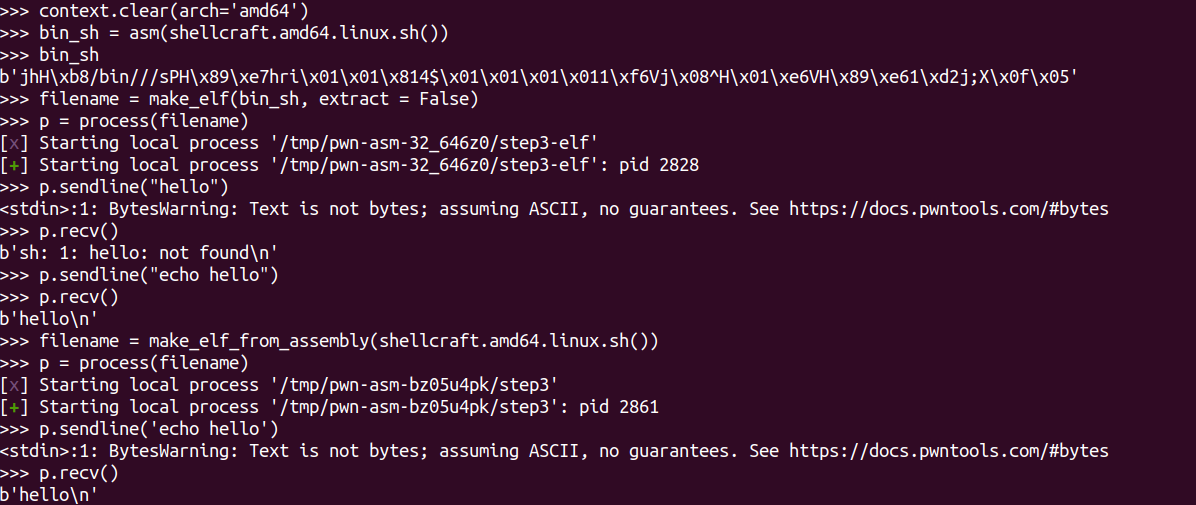 >>> context.clear(arch='amd64')
>>> bin_sh = asm(shellcraft.amd64.linux.sh())
>>> bin_sh
b'jhH\xb8/bin///sPH\x89\xe7hri\x01\x01\x814$\x01\x01\x01\x011\xf6Vj\x08^H\x01\xe6VH\x89\xe61\xd2j;X\x0f\x05'
>>> filename = make_elf(bin_sh, extract = False)
>>> p = process(filename)
[x] Starting local process '/tmp/pwn-asm-32_646z0/step3-elf'
[+] Starting local process '/tmp/pwn-asm-32_646z0/step3-elf': pid 2828
>>> p.sendline("hello")
<stdin>:1: BytesWarning: Text is not bytes; assuming ASCII, no guarantees. See https://docs.pwntools.com/#bytes
>>> p.recv()
b'sh: 1: hello: not found\n'
>>> p.sendline("echo hello")
>>> p.recv()
b'hello\n'
>>> filename = make_elf_from_assembly(shellcraft.amd64.linux.sh())
>>> p = process(filename)
[x] Starting local process '/tmp/pwn-asm-bz05u4pk/step3'
[+] Starting local process '/tmp/pwn-asm-bz05u4pk/step3': pid 2861
>>> p.sendline('echo hello')
<stdin>:1: BytesWarning: Text is not bytes; assuming ASCII, no guarantees. See https://docs.pwntools.com/#bytes
>>> p.recv()
b'hello\n'